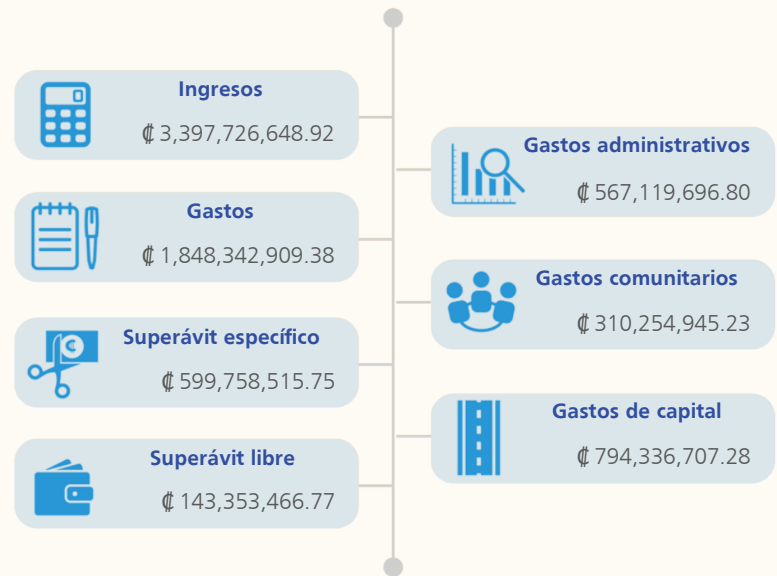 Ingresos
₡ 3,397,726,648.92
Gastos
₡ 1,848,342,909.38
Superávit específico
₡ 599,758,515.75
Superávit libre
₡ 143,353,466.77
Gastos administrativos
₡ 567,119,696.80
Gastos comunitarios
₡ 310,254,945.23
Gastos de capital
₡ 794,336,707.28